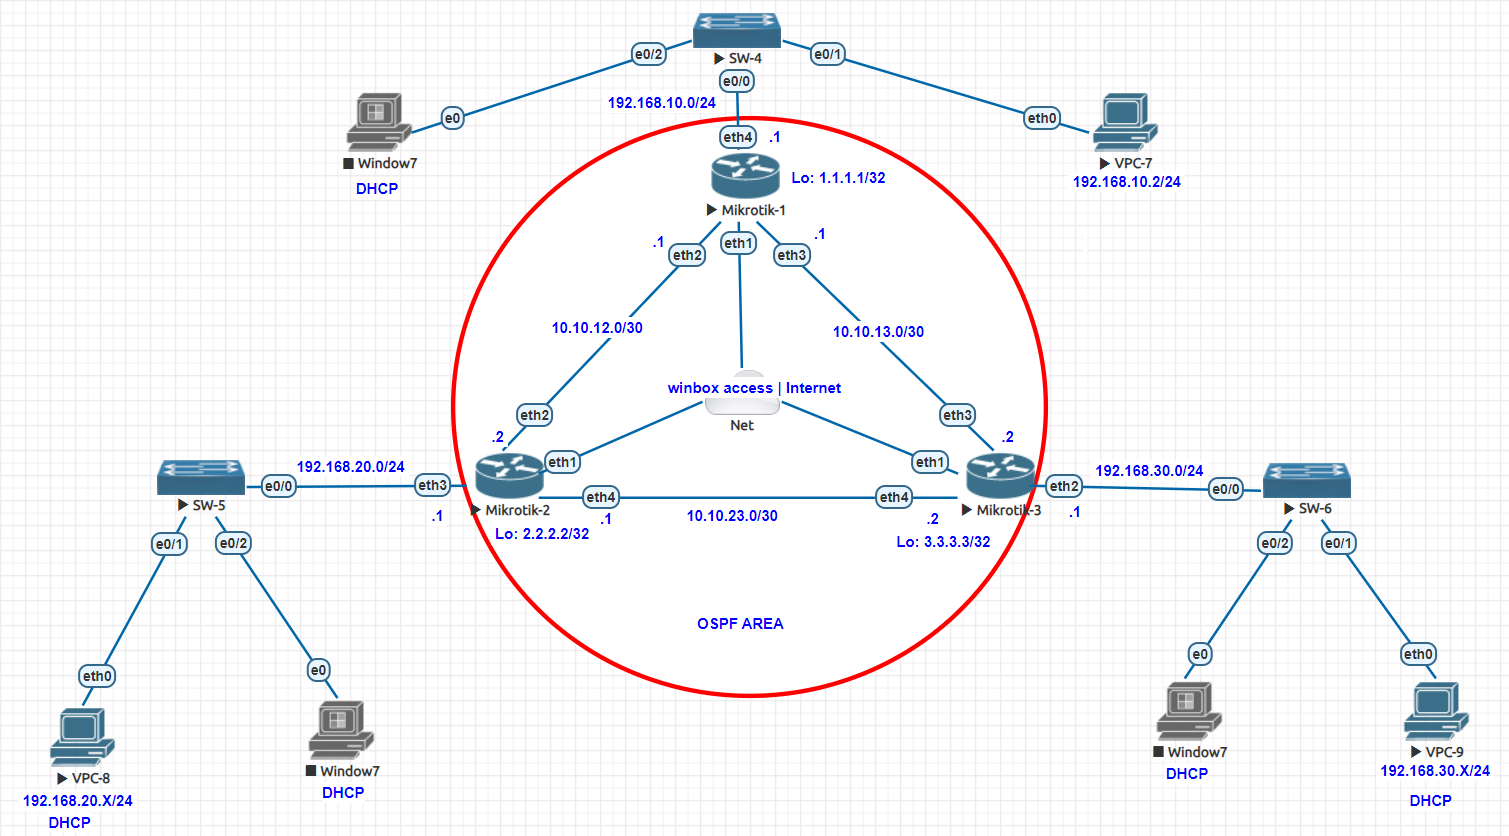 SW-4
e0/2
e0/1
e0/0
192.168.10.0/24
e0
eth0
eth4
.1
Window7
DHCP
VPC-7
192.168.10.2/24
Lo: 1.1.1.1/32
Mikrotik-1
.1
eth2
eth1
eth3
.1
10.10.12.0/30
10.10.13.0/30
winbox access | Internet
Net
eth2
eth3
.2
.2
eth1
eth1
192.168.20.0/24
192.168.30.0/24
e0/0
eth3
eth4
eth4
eth2
e0/0
SW-5
.1
Mikrotik-2
.1
10.10.23.0/30
.2
Mikrotik-3
.1
SW-6
Lo: 2.2.2.2/32
Lo: 3.3.3.3/32
e0/1
e0/2
e0/2
e0/1
OSPF AREA
eth0
e0
e0
eth0
VPC-8
192.168.20.X/24
DHCP
Window7
DHCP
Window7
DHCP
VPC-9
192.168.30.X/24
DHCP